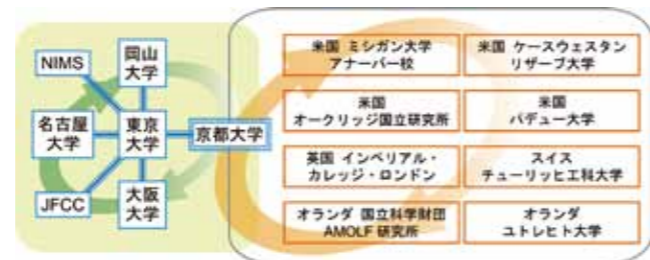 NIMS
岡山
大学
名古屋
大学
東京
大学
京都大学
JFCC
大阪
大学
米国 ミシガン大学
アナーバー校
米国 ケースウェスタン
リザーブ大学
米国
オークリッジ国立研究所
米国
パデュー大学
英国 インペリアル・
カレッジ・ロンドン
スイス
チューリッヒ工科大学
オランダ 国立科学財団
AMOLF 研究所
オランダ
ユトレヒト大学